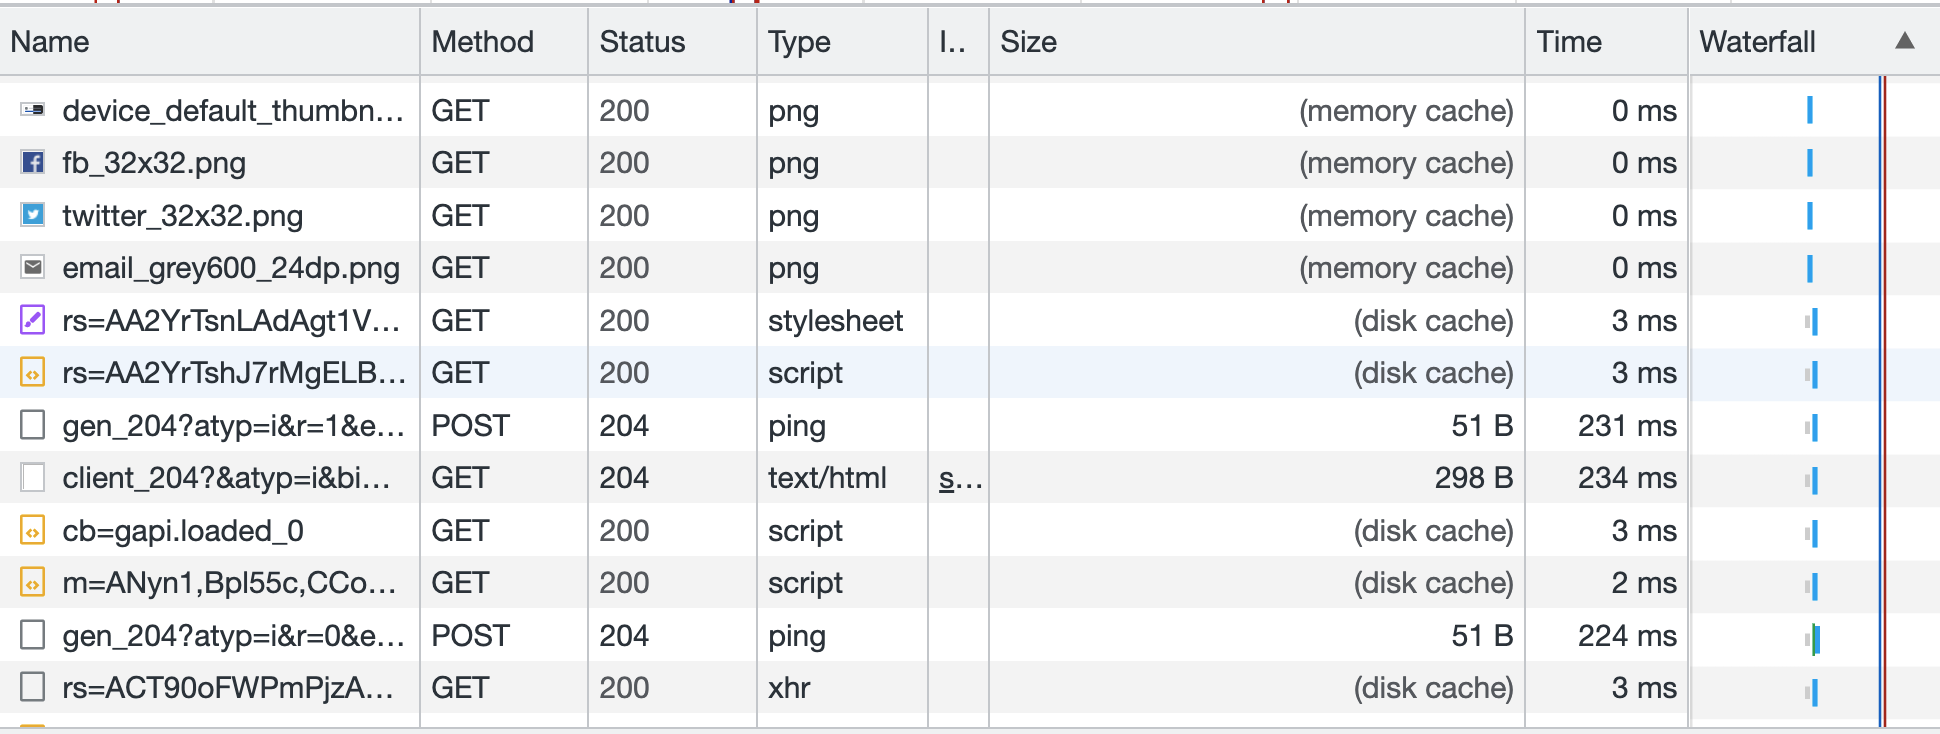 Name Method Status Type I.. Size Time Waterfall ▲
device_default_thumbn... GET 200 png (memory cache) 0 ms
fb_32x32.png GET 200 png (memory cache) 0 ms
twitter_32x32.png GET 200 png (memory cache) 0 ms
email_grey600_24dp.png GET 200 png (memory cache) 0 ms
rs=AA2YrTsnLAdAgt1V... GET 200 stylesheet (disk cache) 3 ms
rs=AA2YrTshJ7rMgELB... GET 200 script (disk cache) 3 ms
gen_204?atyp=i&r=1&e... POST 204 ping 51 B 231 ms
client_204?&atyp=i&bi... GET 204 text/html s... 298 B 234 ms
cb=gapi.loaded_0 GET 200 script (disk cache) 3 ms
m=ANyn1,Bpl55c,CCo... GET 200 script (disk cache) 2 ms
gen_204?atyp=i&r=0&e... POST 204 ping 51 B 224 ms
rs=ACT90oFWPmPjzA... GET 200 xhr (disk cache) 3 ms